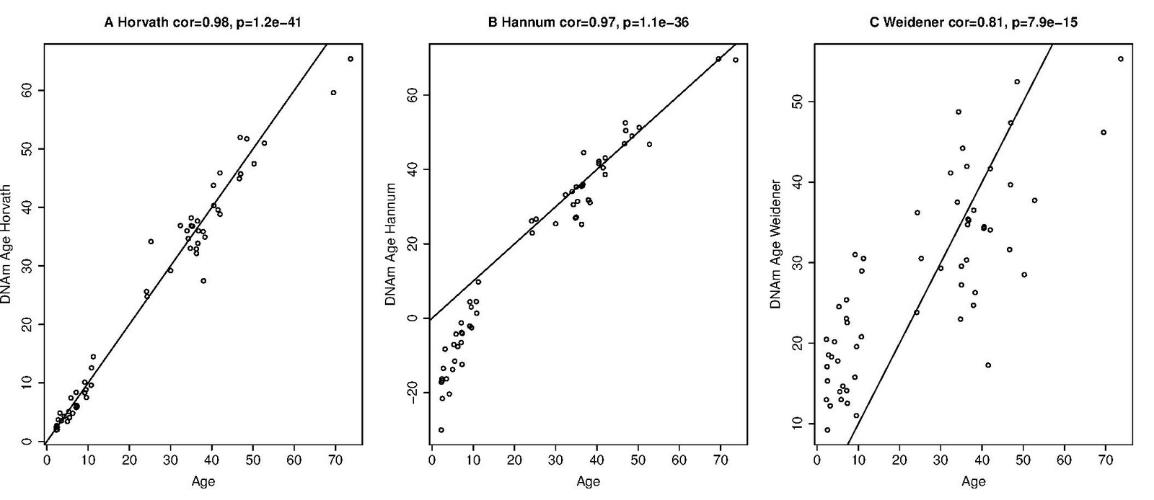 A Horvath cor=0.98, p=1.2e−41
DNAm Age Horvath
60
50
40
30
20
10
0
0 10 20 30 40 50 60 70
Age
B Hannum cor=0.97, p=1.1e−36
DNAm Age Hannum
60
40
20
0
−20
0 10 20 30 40 50 60 70
Age
C Weidener cor=0.81, p=7.9e−15
DNAm Age Weidener
50
40
30
20
10
0 10 20 30 40 50 60 70
Age